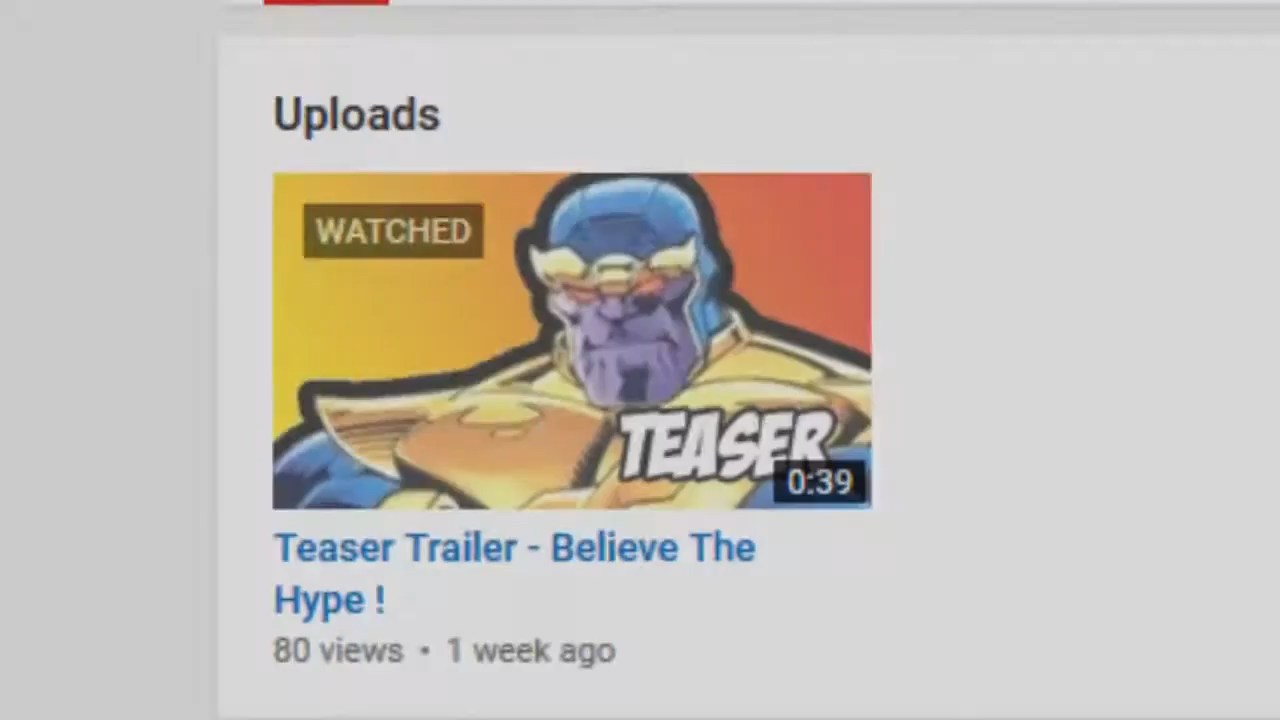 Uploads
WATCHED
TEASER
0:39
Teaser Trailer - Believe The
Hype !
80 views • 1 week ago